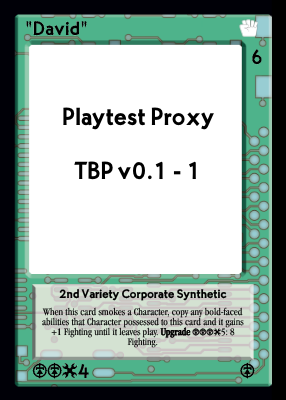 "David"
6
Playtest Proxy
TBP v0.1 - 1
2nd Variety Corporate Synthetic
When this card smokes a Character, copy any bold-faced
abilities that Character possessed to this card and it gains
+1 Fighting until it leaves play. Upgrade 5: 8
Fighting.
4